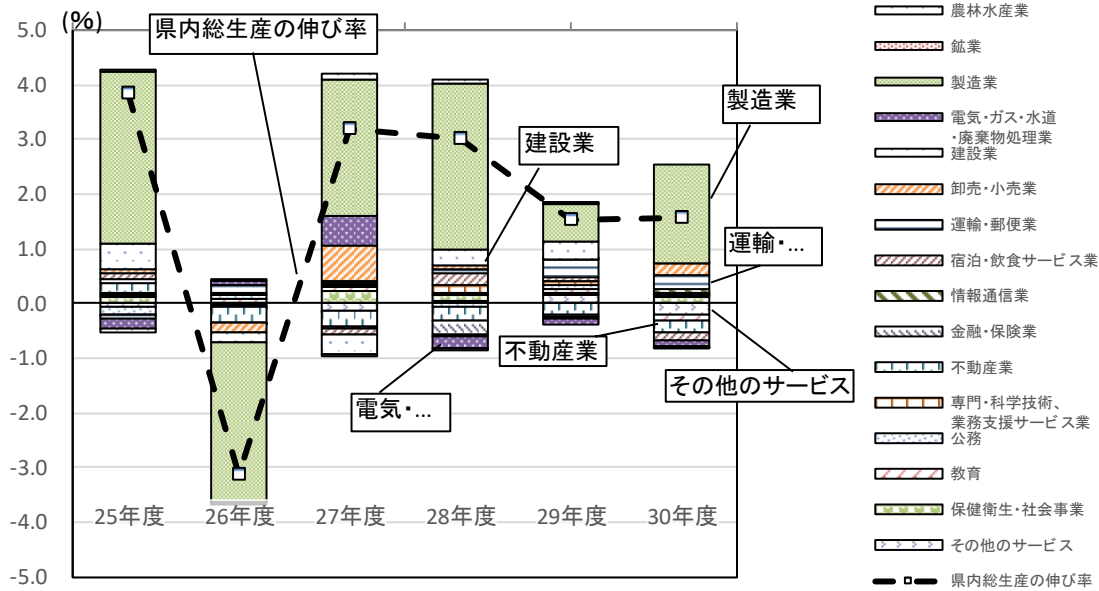 (%)
5.0
4.0
3.0
2.0
1.0
0.0
-1.0
-2.0
-3.0
-4.0
-5.0
県内総生産の伸び率
建設業
製造業
運輸・…
不動産業
電気・…
その他のサービス
25年度
26年度
27年度
28年度
29年度
30年度
農林水産業
鉱業
製造業
電気・ガス・水道
・廃棄物処理業
建設業
卸売・小売業
運輸・郵便業
宿泊・飲食サービス業
情報通信業
金融・保険業
不動産業
専門・科学技術、
業務支援サービス業
公務
教育
保健衛生・社会事業
その他のサービス
県内総生産の伸び率